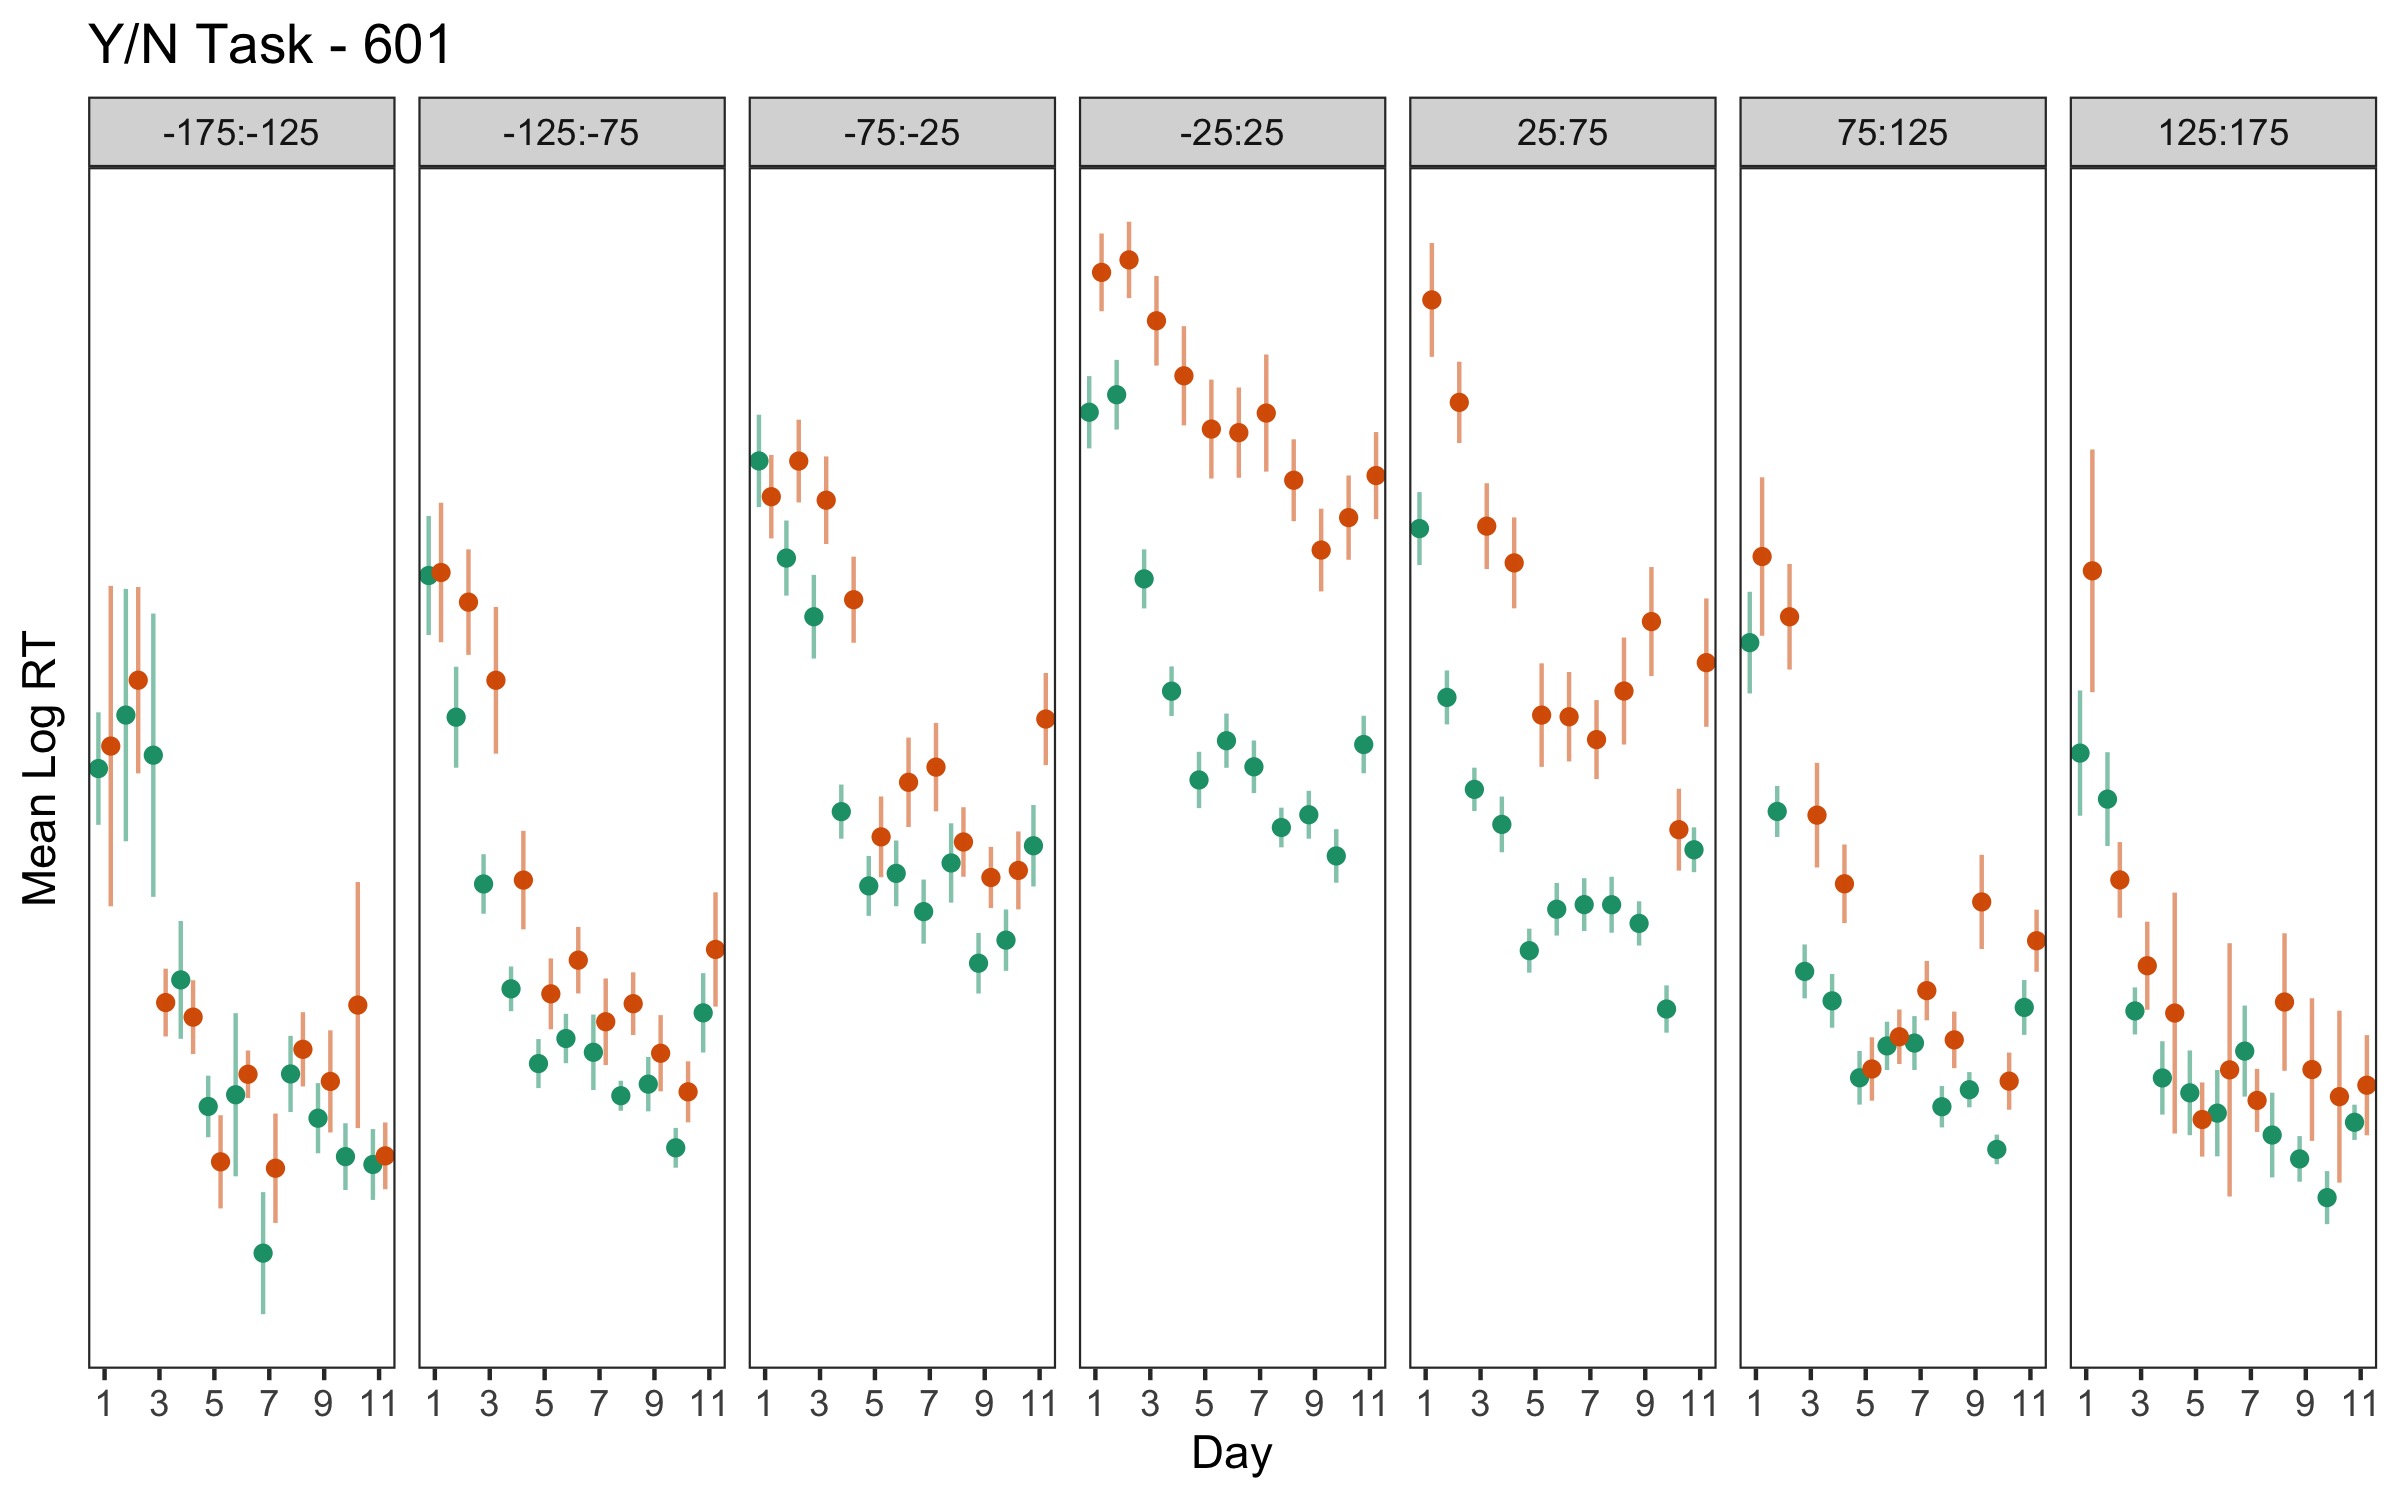 Y/N Task - 601
-175:-125 -125:-75 -75:-25 -25:25 25:75 75:125 125:175
Mean Log RT
1 3 5 7 9 11 1 3 5 7 9 11 1 3 5 7 9 11 1 3 5 7 9 11 1 3 5 7 9 11 1 3 5 7 9 11 1 3 5 7 9 11
Day